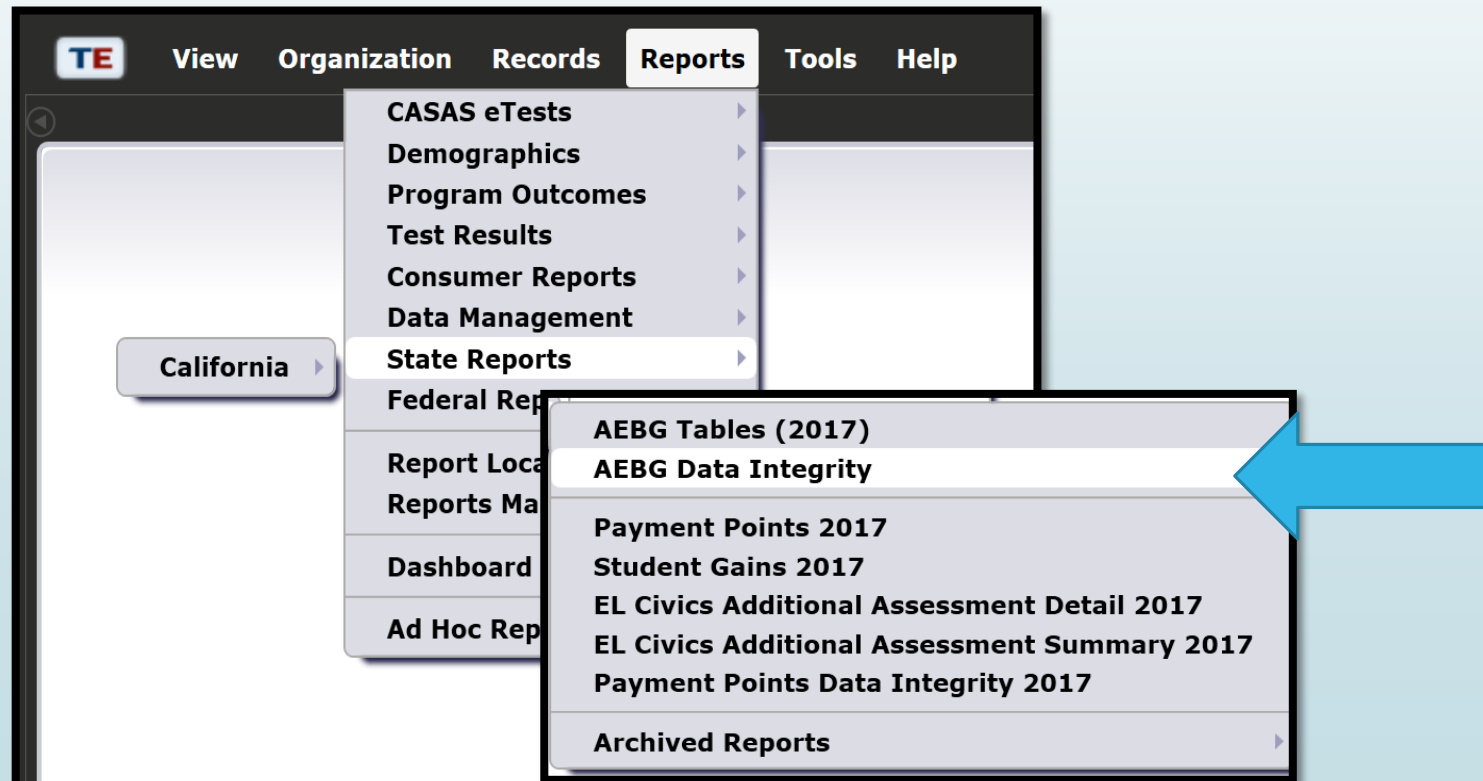 TE View Organization Records Reports Tools Help
CASAS eTests
Demographics
Program Outcomes
Test Results
Consumer Reports
Data Management
California State Reports
Federal Rep
Report Loca
Reports Ma
Dashboard
Ad Hoc Rep
AEBG Tables (2017)
AEBG Data Integrity
Payment Points 2017
Student Gains 2017
EL Civics Additional Assessment Detail 2017
EL Civics Additional Assessment Summary 2017
Payment Points Data Integrity 2017
Archived Reports